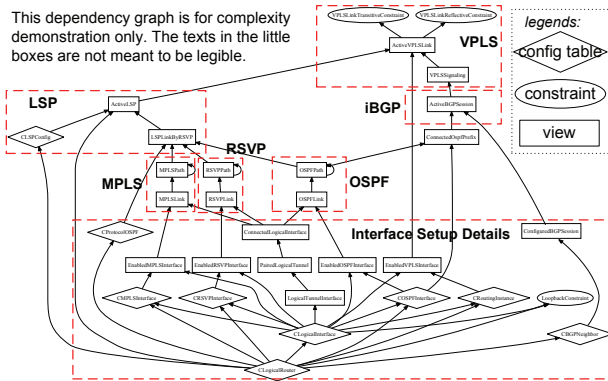 This dependency graph is for complexity
demonstration only. The texts in the little
boxes are not meant to be legible.
VPLSLinkTransitiveConstraint
VPLSLinkReflectiveConstraint
legends:
config table
constraint
view
ActiveVPLSLink
VPLS
VPLSSignaling
LSP
ActiveLSP
iBGP
ActiveBGPSession
CLSPConfig
LSPLinkByRSVP
ConnectedOspfPrefix
RSVP
MPLSPath
RSVPPath
OSPFPath
MPLS
OSPF
MPLSLink
RSVPLink
OSPFLink
CProtocolOSPF
ConnectedLogicalInterface
Interface Setup Details
ConfiguredBGPSession
EnabledMPLSInterface
EnabledRSVPInterface
PairedLogicalTunnel
EnabledOSPFInterface
EnabledVPLSInterface
CMPLSInterface
CRSVPInterface
LogicalTunnelInterface
COSPFInterface
CRoutingInstance
LoopbackConstraint
CLogicalInterface
CBGPNeighbor
CLogicalRouter